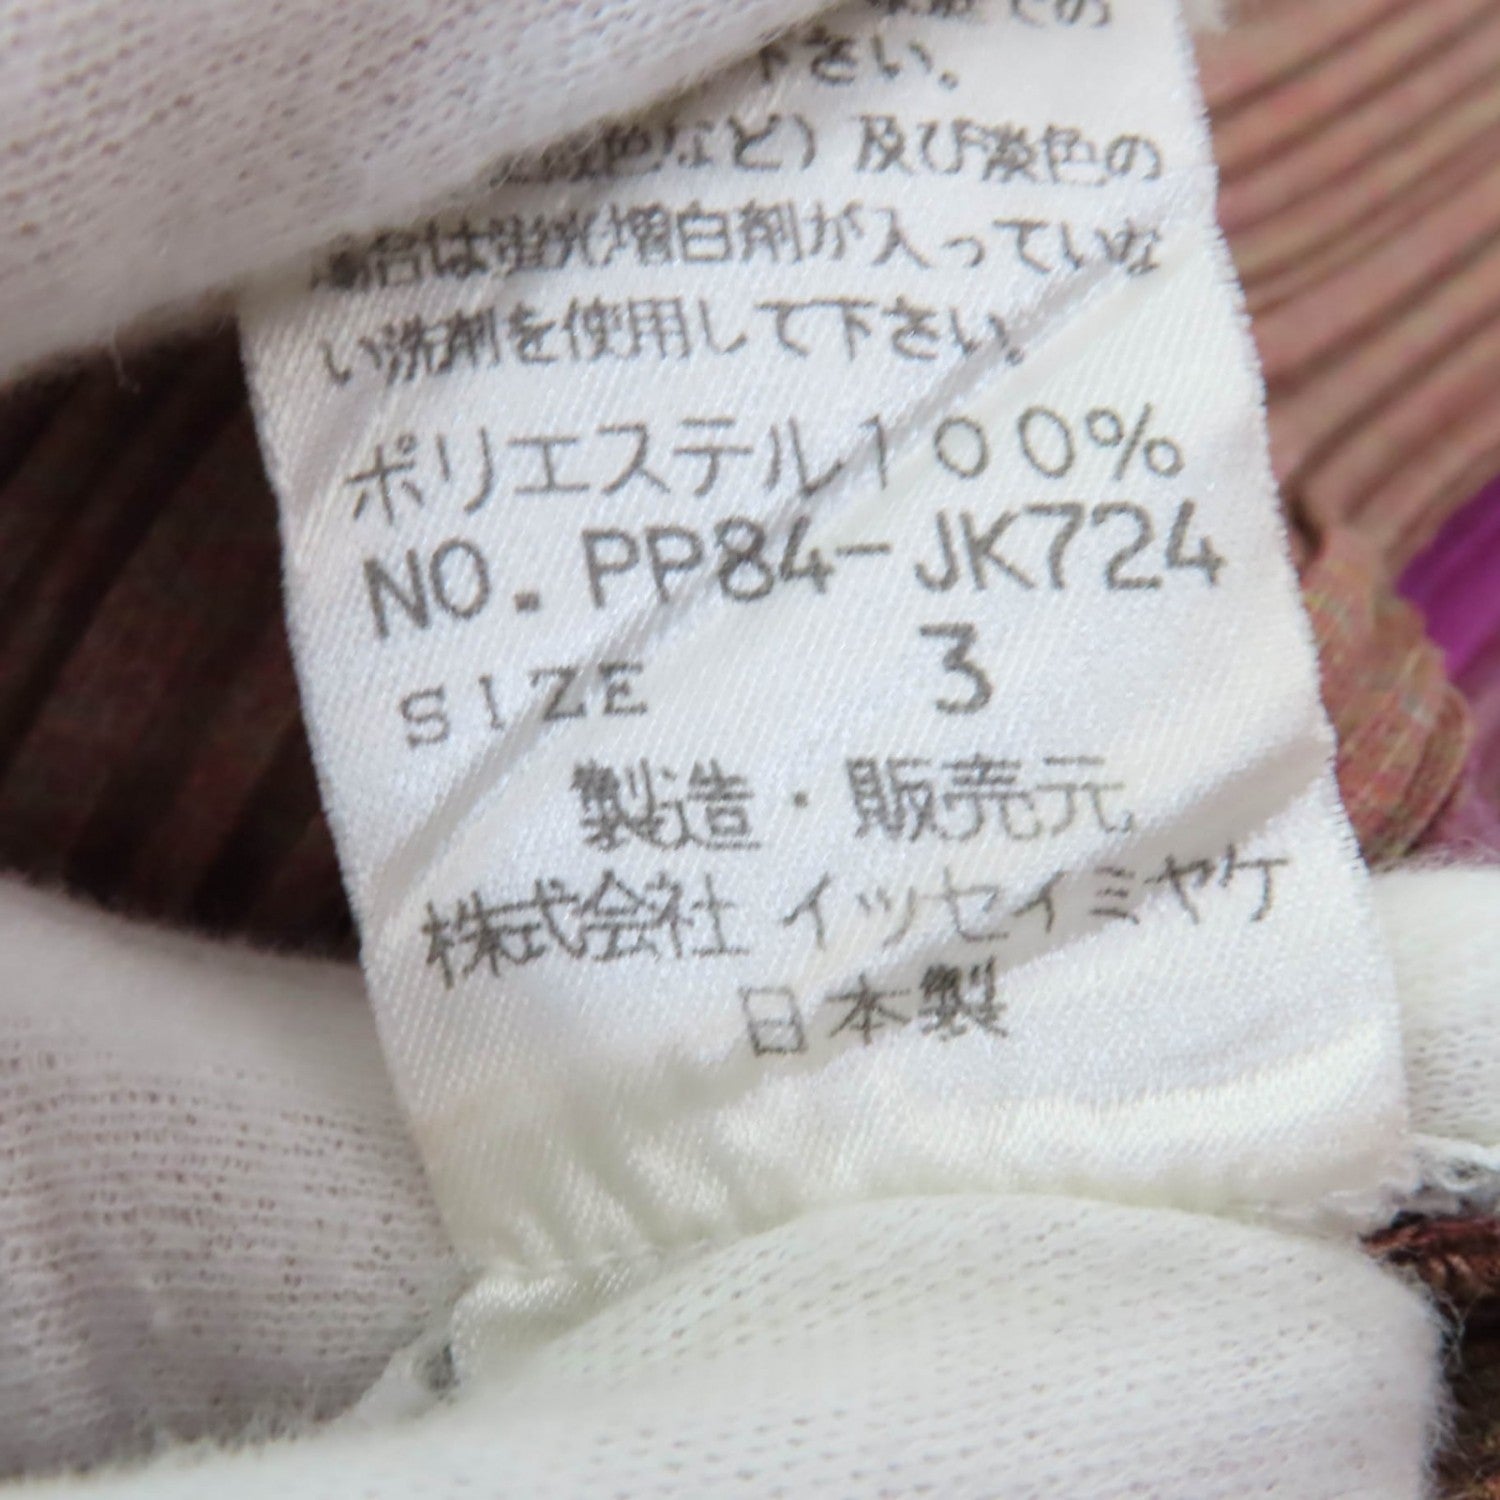 下さい。
など）及び淡色の
場合は蛍光増白剤が入っていな
い洗剤を使用して下さい。
ポリエステル100%
NO. PP84-JK724
SIZE 3
製造・販売元
株式会社 イッセイミヤケ
日本製